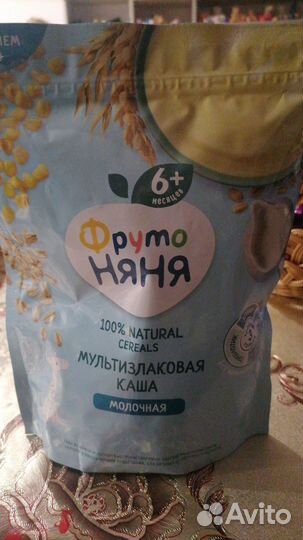 6+
месяцев
Фруто
Няня
100% NATURAL
CEREALS
МУЛЬТИЗЛАКОВАЯ
КАША
МОЛОЧНАЯ
Avito